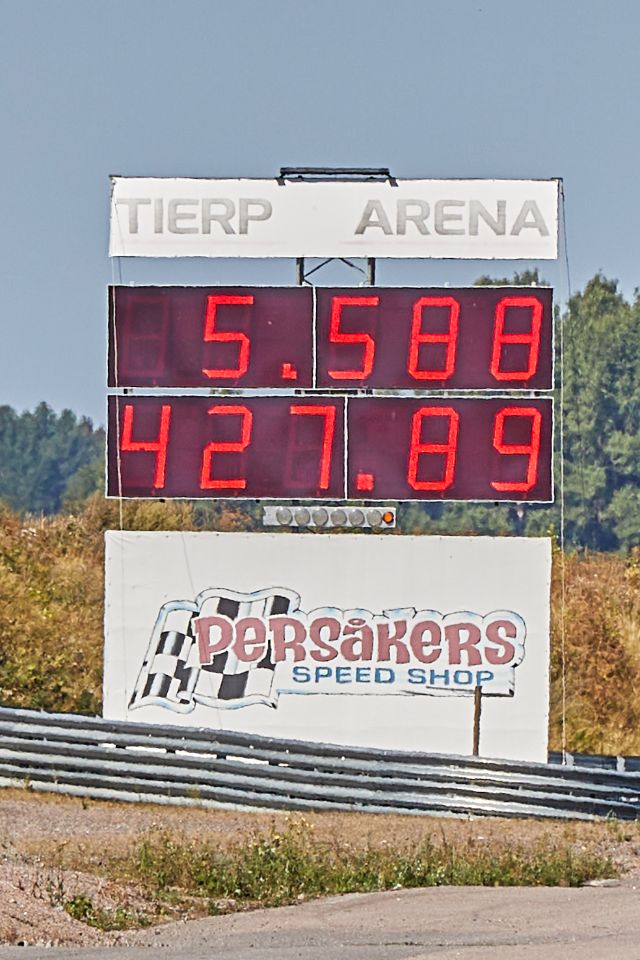 TIERP ARENA
5.588
427.89
PERSÅKERS
SPEED SHOP